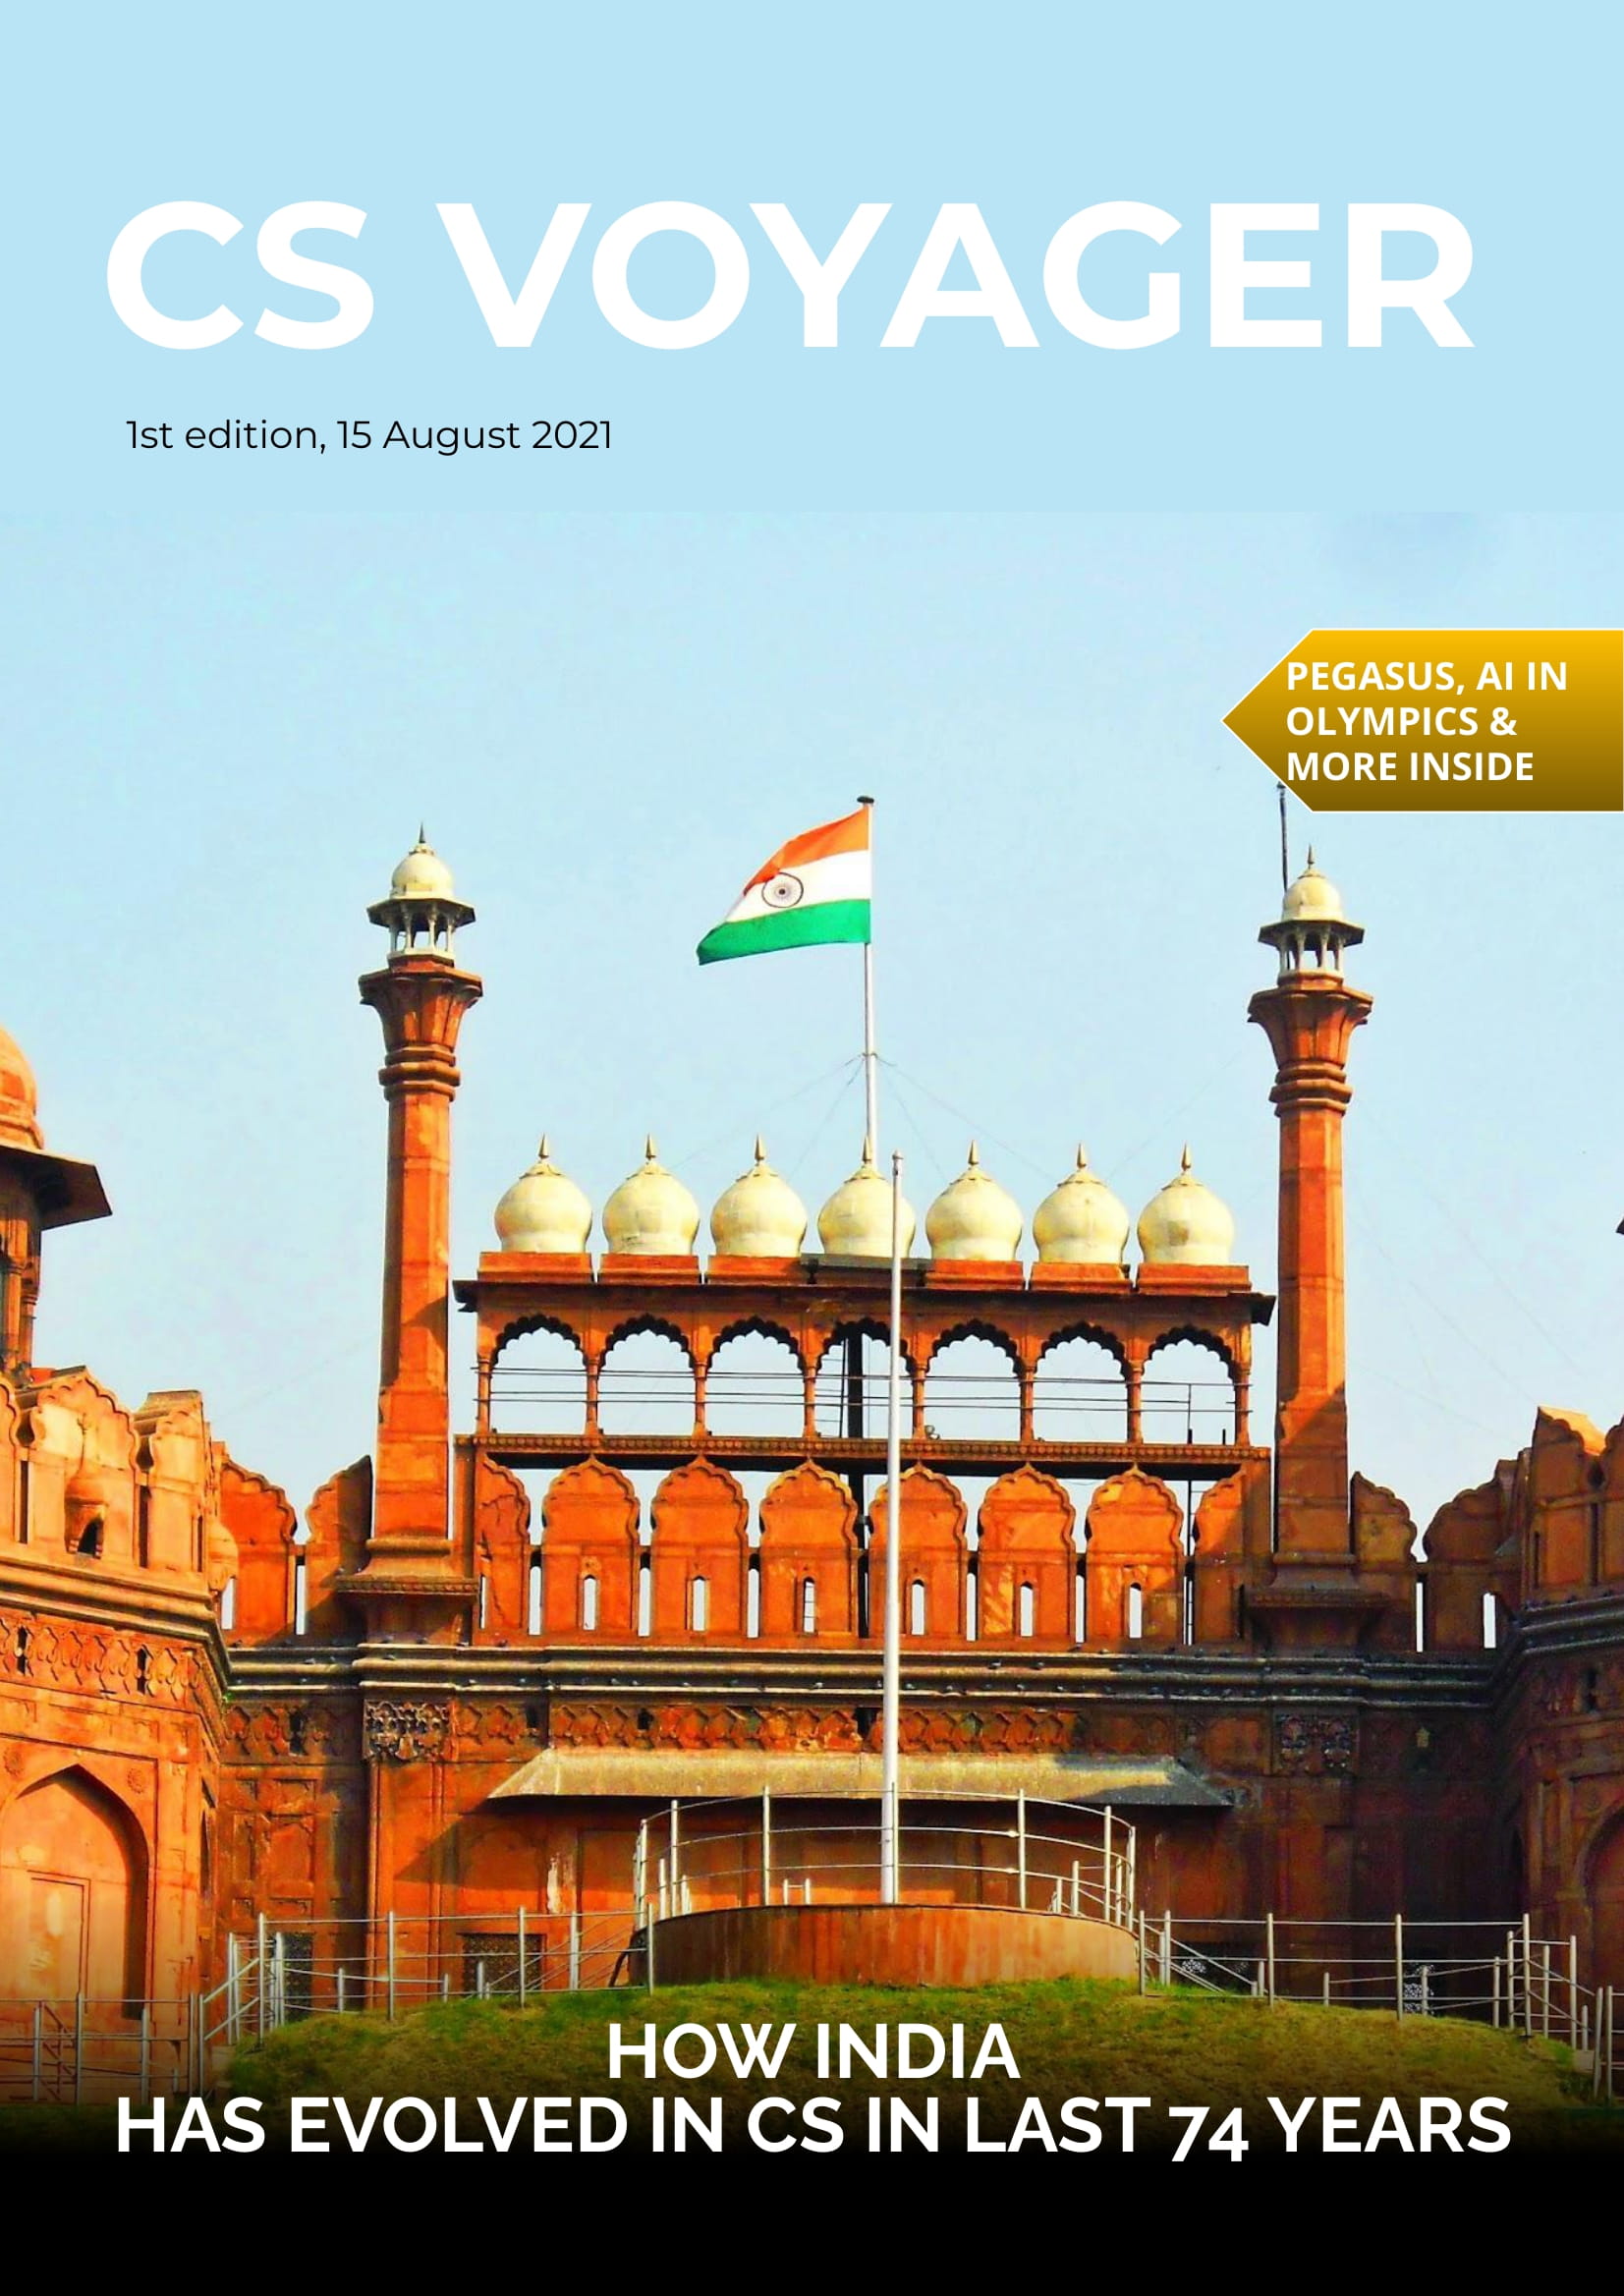 CS VOYAGER
1st edition, 15 August 2021
PEGASUS, AI IN
OLYMPICS &
MORE INSIDE
HOW INDIA
HAS EVOLVED IN CS IN LAST 74 YEARS